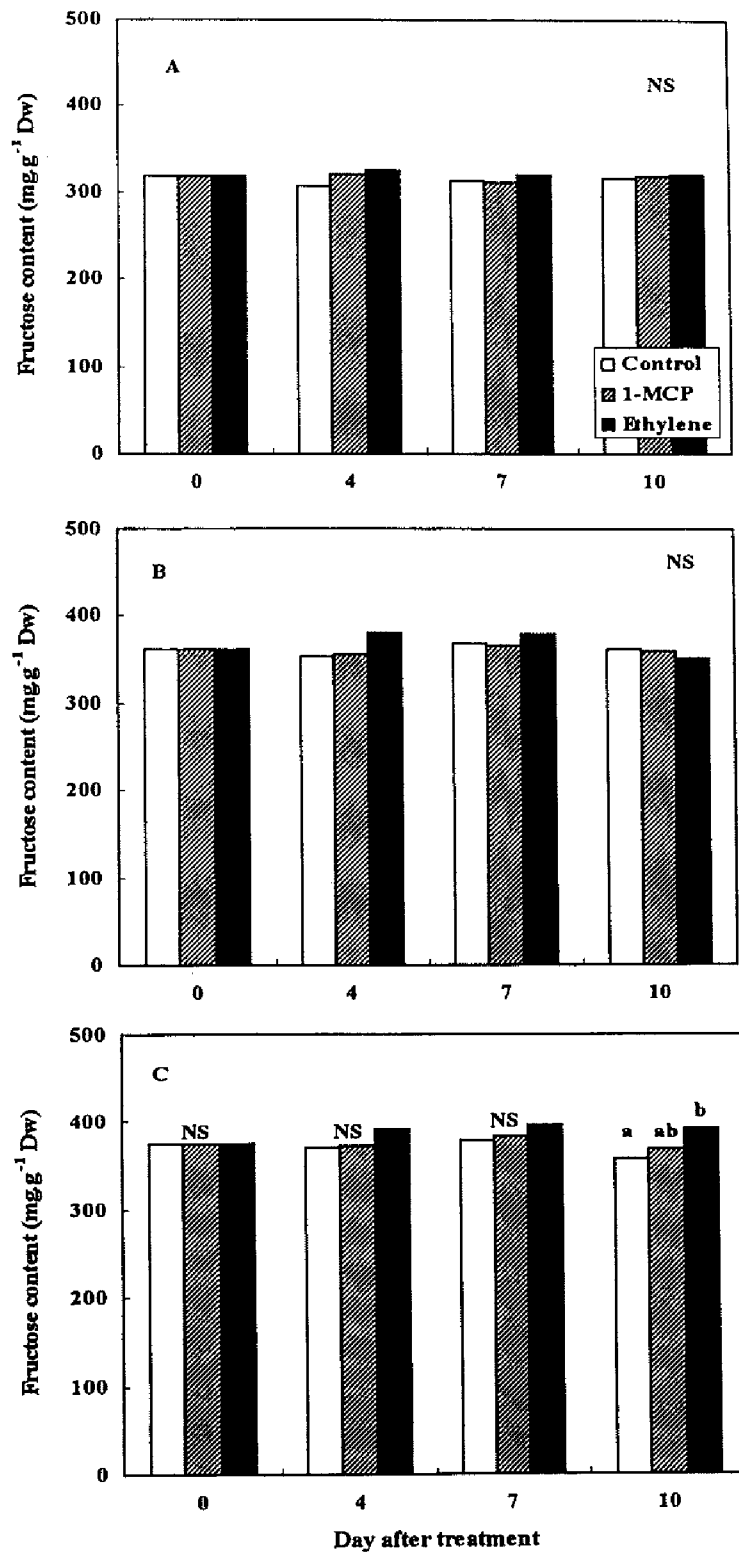 500
400
300
200
100
0
Fructose content (mg.g⁻¹ Dw)
A
NS
Control
1-MCP
Ethylene
0 4 7 10
500
400
300
200
100
0
Fructose content (mg.g⁻¹ Dw)
B
NS
0 4 7 10
500
400
300
200
100
0
Fructose content (mg.g⁻¹ Dw)
C
NS NS NS a ab b
0 4 7 10
Day after treatment